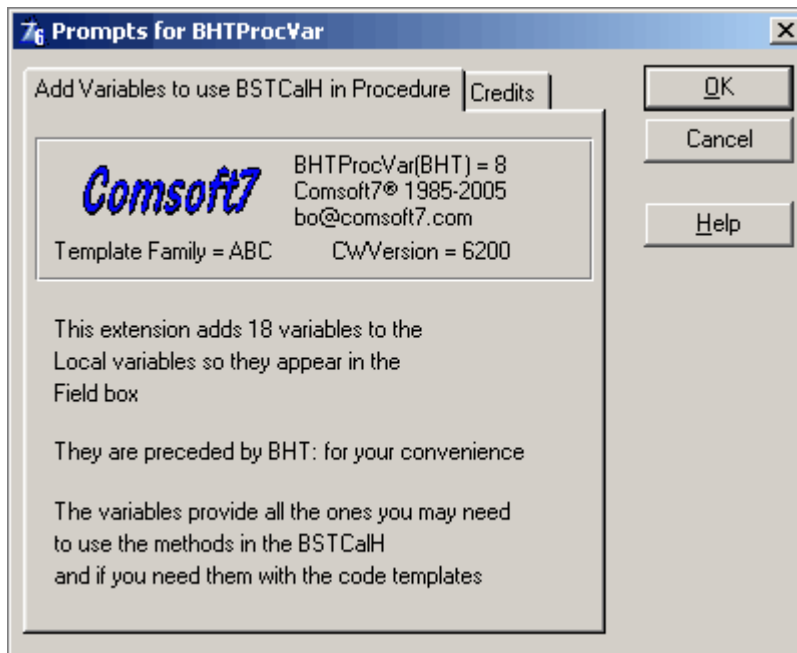 7₆ Prompts for BHTProcVar
Add Variables to use BSTCalH in Procedure
Credits
OK
Cancel
Help
Comsoft7
BHTProcVar(BHT) = 8
Comsoft7® 1985-2005
bo@comsoft7.com
Template Family = ABC CWVersion = 6200
This extension adds 18 variables to the
Local variables so they appear in the
Field box
They are preceded by BHT: for your convenience
The variables provide all the ones you may need
to use the methods in the BSTCalH
and if you need them with the code templates